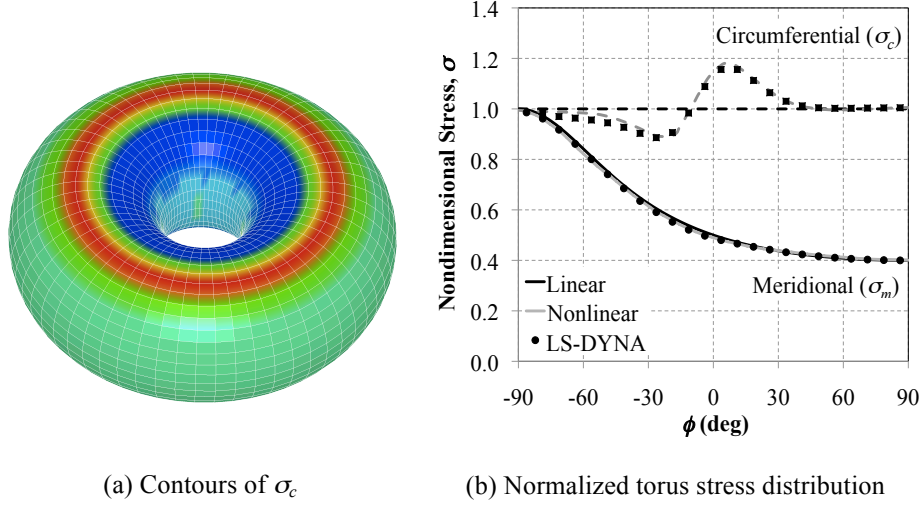 1.4
1.2
1.0
0.8
0.6
0.4
0.2
0.0
Nondimensional Stress, σ
Circumferential (σc)
Linear
Nonlinear
LS-DYNA
Meridional (σm)
-90 -60 -30 0 30 60 90
ϕ (deg)
(a) Contours of σc
(b) Normalized torus stress distribution